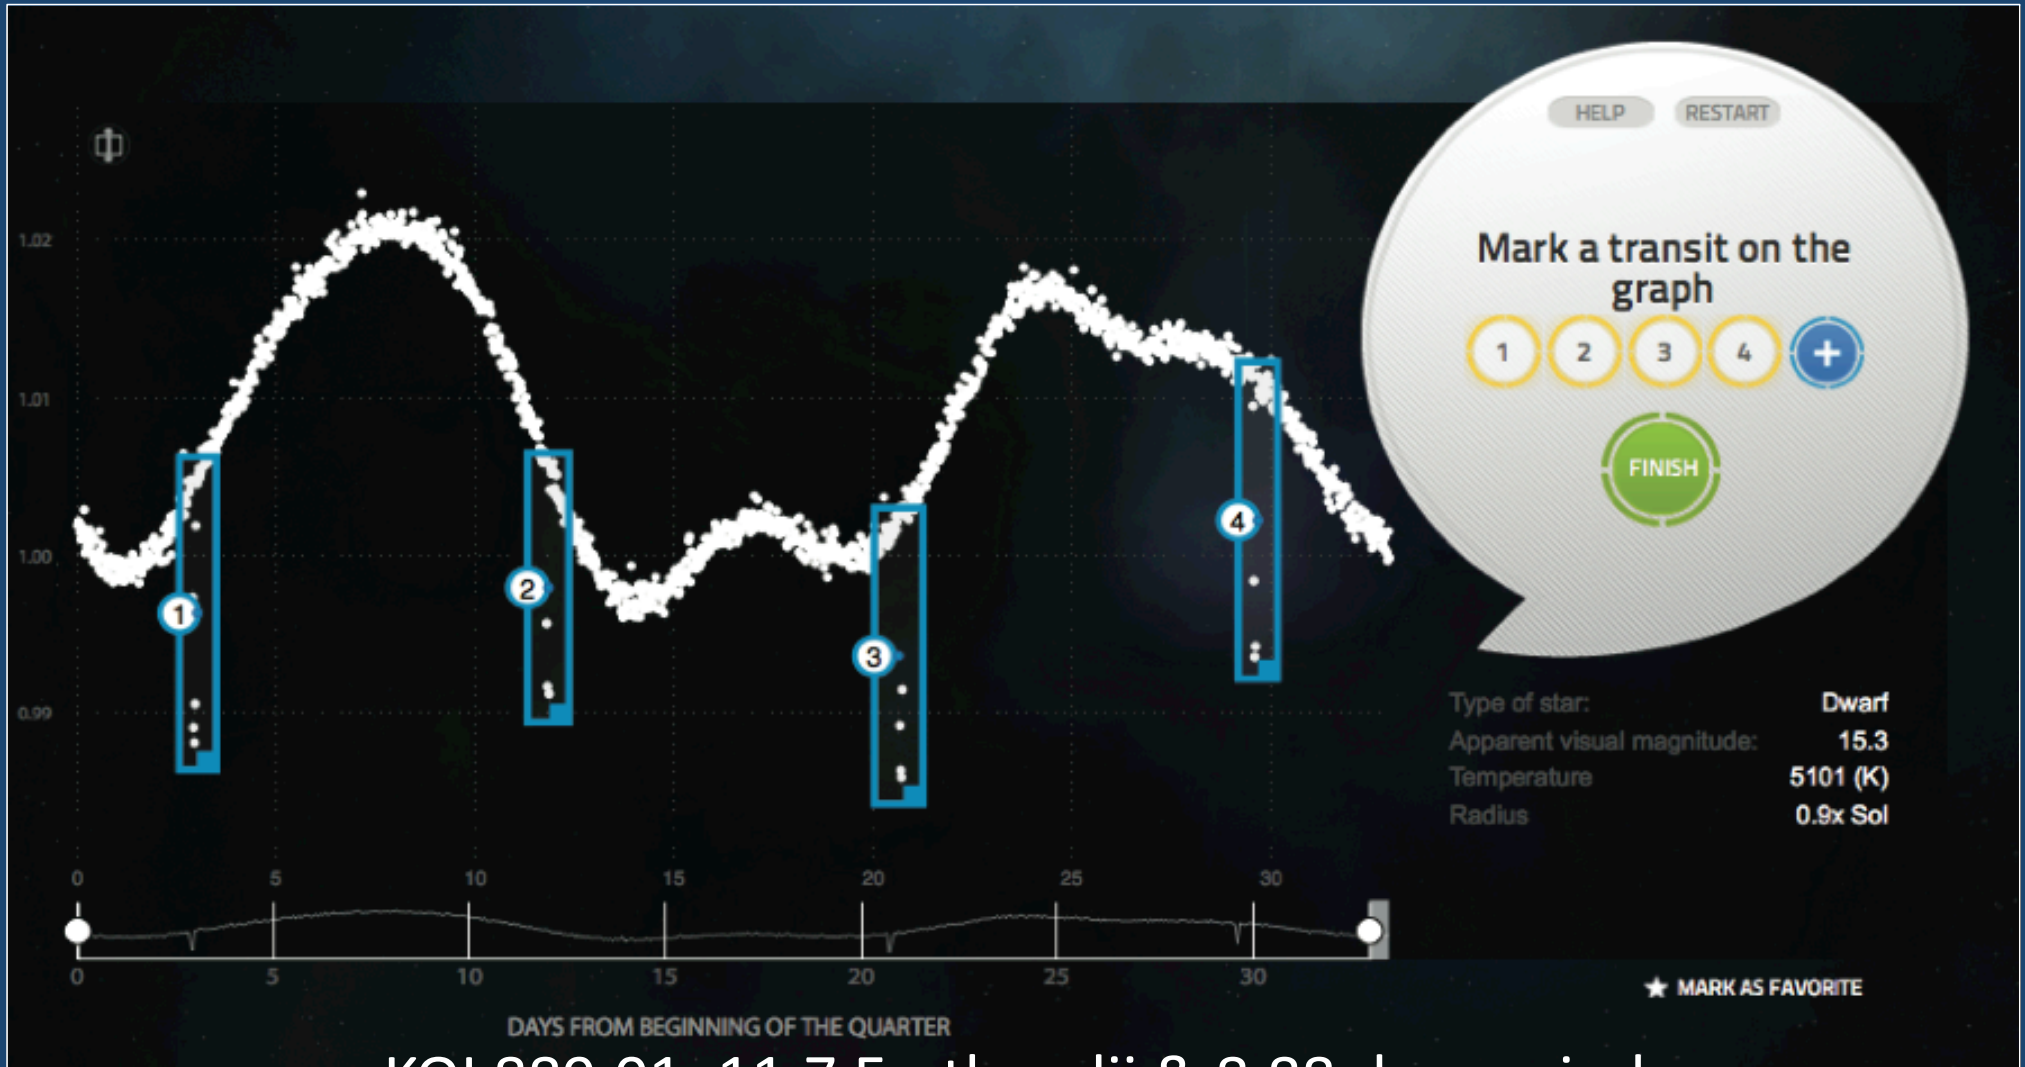 HELP RESTART
Mark a transit on the
graph
1 2 3 4 +
FINISH
1.02
1.01
1.00
0.99
1
2
3
4
Type of star: Dwarf
Apparent visual magnitude: 15.3
Temperature 5101 (K)
Radius 0.9x Sol
0 5 10 15 20 25 30
0 5 10 15 20 25 30
★ MARK AS FAVORITE
DAYS FROM BEGINNING OF THE QUARTER